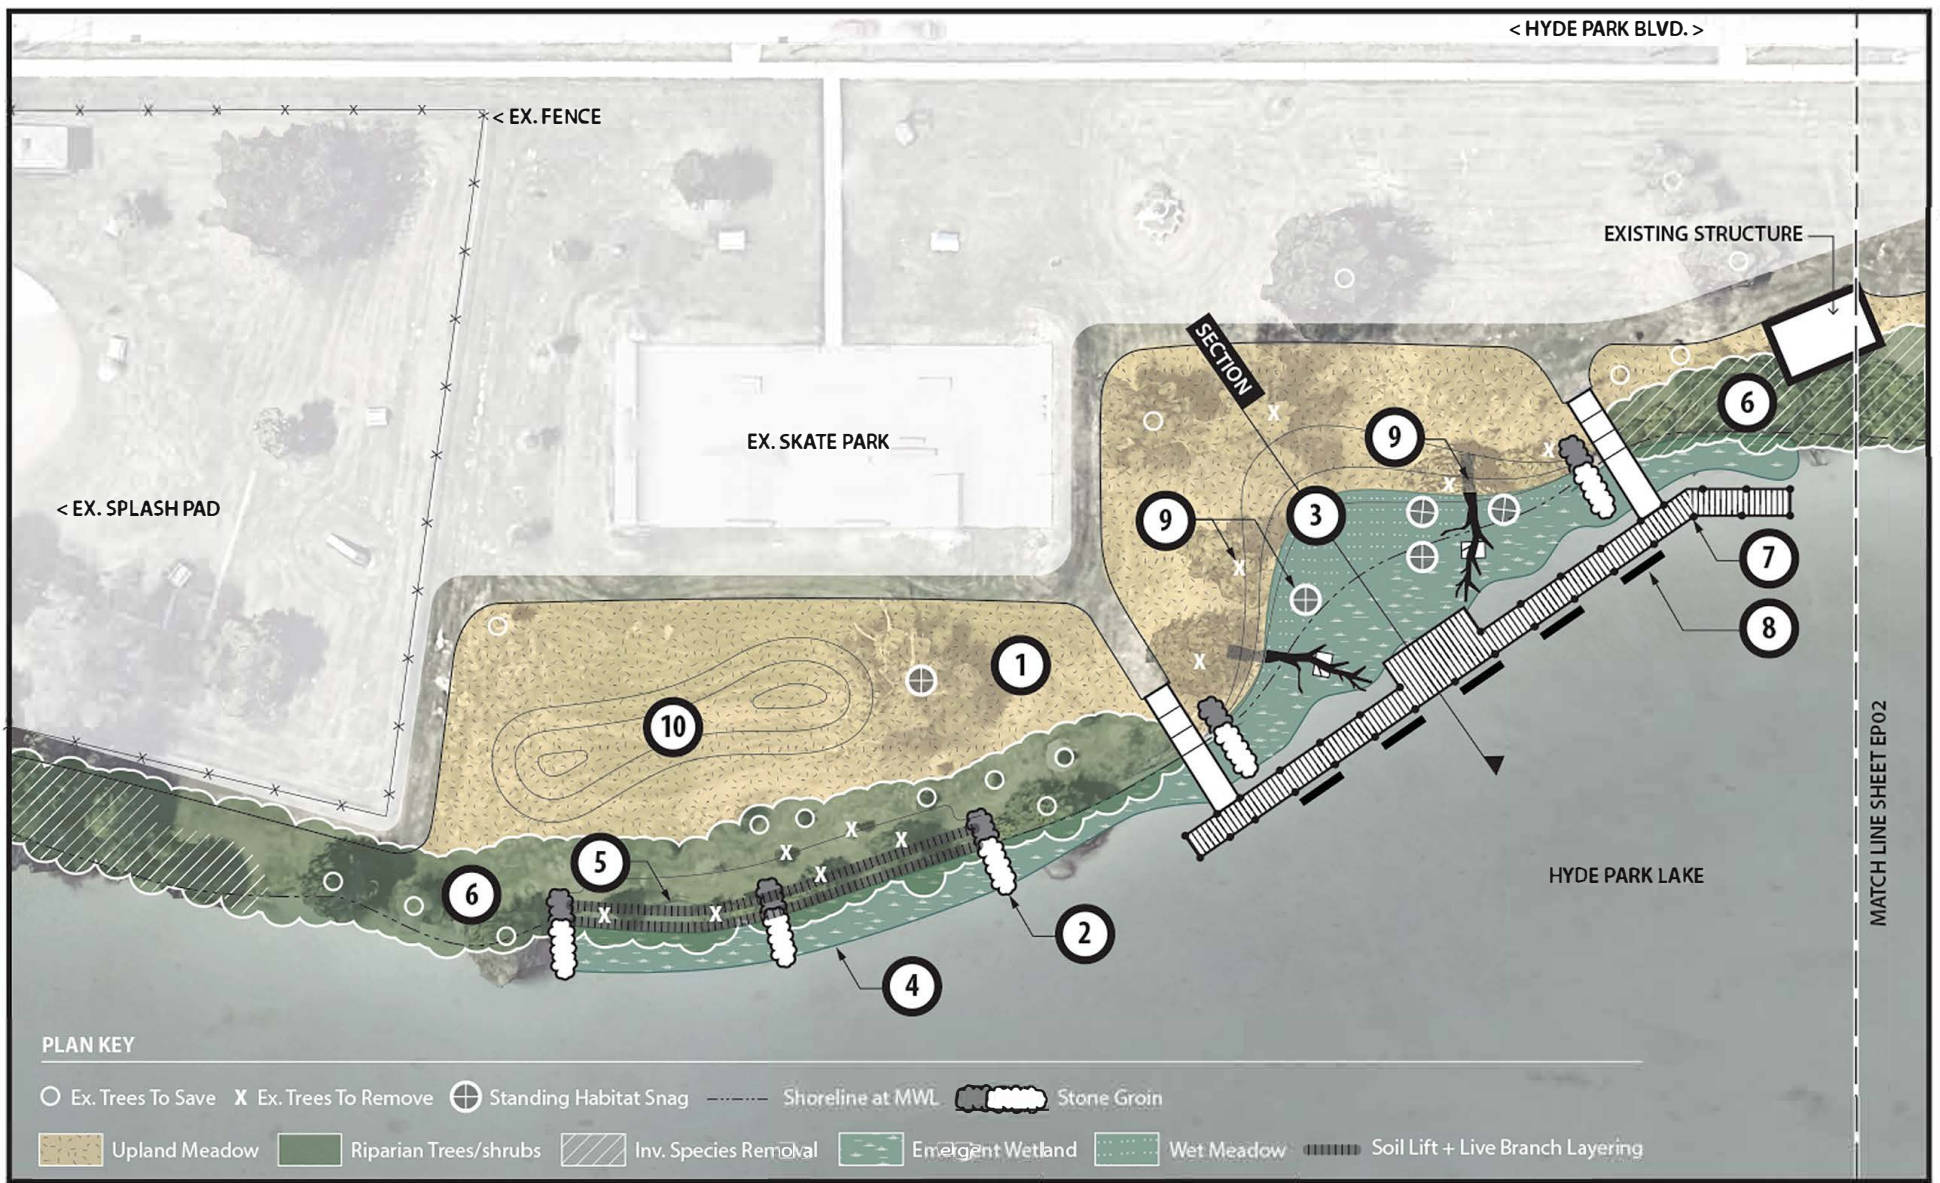 < HYDE PARK BLVD. >
< EX. FENCE
EXISTING STRUCTURE
SECTION
6
9
EX. SKATE PARK
< EX. SPLASH PAD
9
3
7
8
1
10
5
6
HYDE PARK LAKE
MATCH LINE SHEET EP02
2
4
PLAN KEY
Ex. Trees To Save
X Ex. Trees To Remove
Standing Habitat Snag
Shoreline at MWL
Stone Groin
Upland Meadow
Riparian Trees/shrubs
Inv. Species Removal
Emergent Wetland
Wet Meadow
Soil Lift + Live Branch Layering